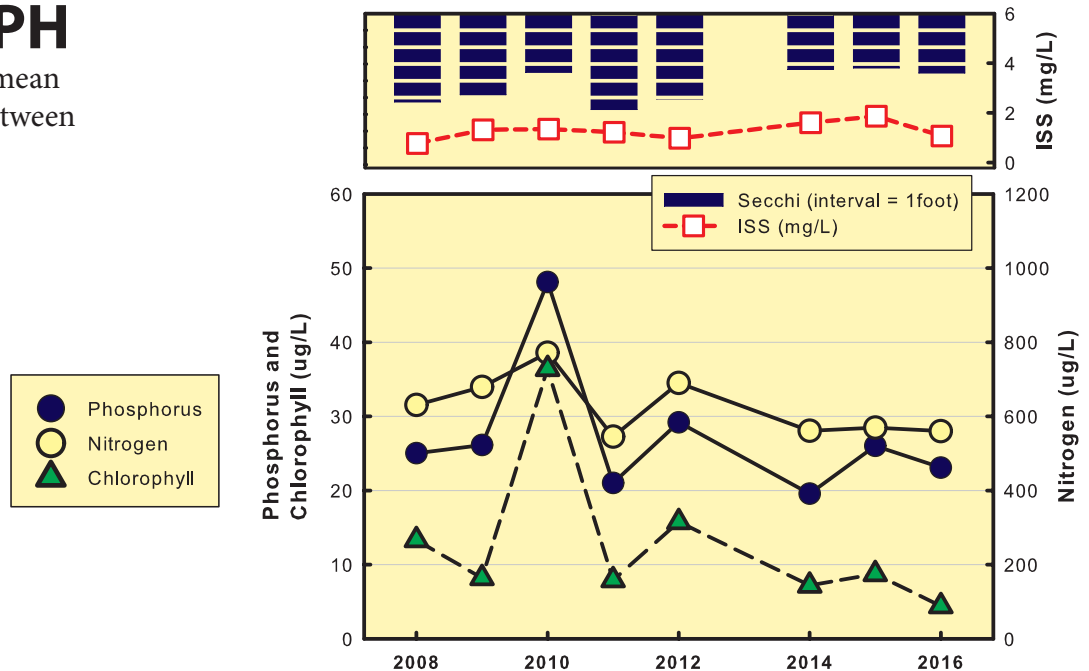 PH
mean
tween
6
4
2
0
ISS (mg/L)
Secchi (interval = 1foot)
ISS (mg/L)
60
50
40
30
20
10
0
Phosphorus and
Chlorophyll (ug/L)
1200
1000
800
600
400
200
0
Nitrogen (ug/L)
Phosphorus
Nitrogen
Chlorophyll
2008 2010 2012 2014 2016